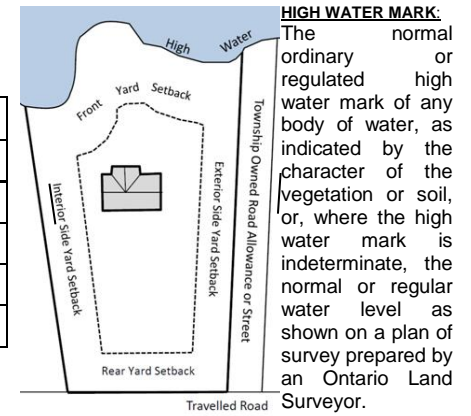 High Water
Front Yard Setback
Interior Side Yard Setback
Exterior Side Yard Setback
Township Owned Road Allowance or Street
Rear Yard Setback
Travelled Road
HIGH WATER MARK:
The normal
ordinary or
regulated high
water mark of any
body of water, as
indicated by the
character of the
vegetation or soil,
or, where the high
water mark is
indeterminate, the
normal or regular
water level as
shown on a plan of
survey prepared by
an Ontario Land
Surveyor.